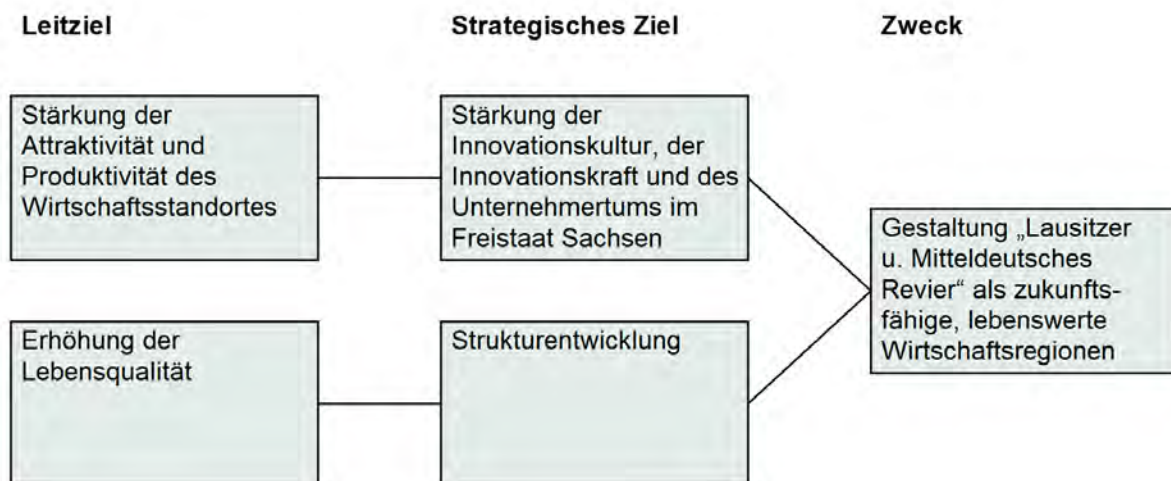 Leitziel
Strategisches Ziel
Zweck
Stärkung der
Attraktivität und
Produktivität des
Wirtschaftsstandortes
Stärkung der
Innovationskultur, der
Innovationskraft und des
Unternehmertums im
Freistaat Sachsen
Gestaltung „Lausitzer
u. Mitteldeutsches
Revier“ als zukunfts-
fähige, lebenswerte
Wirtschaftsregionen
Erhöhung der
Lebensqualität
Strukturentwicklung